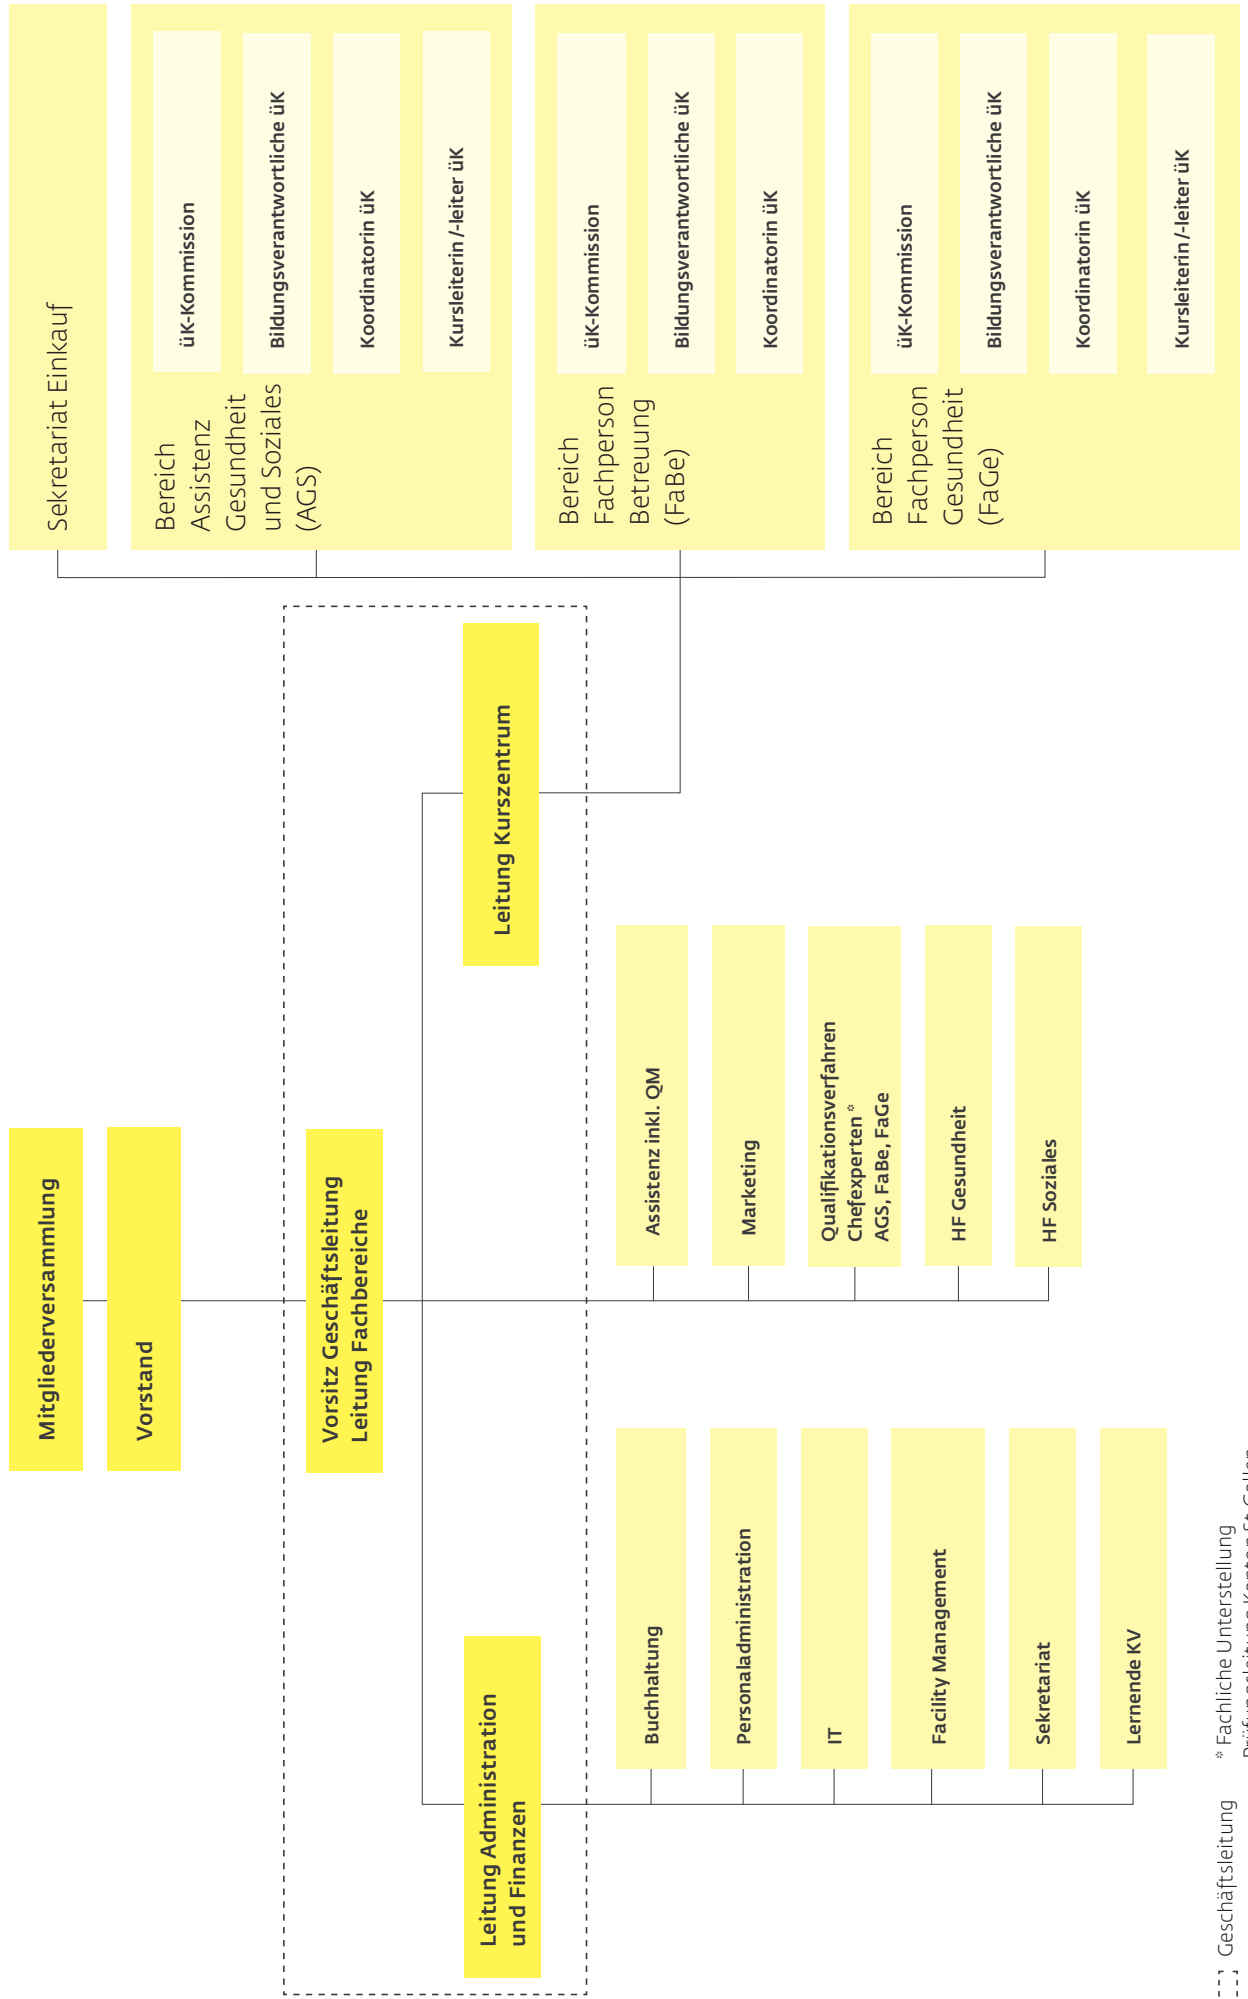 Mitgliederversammlung
Vorstand
Vorsitz Geschäftsleitung
Leitung Fachbereiche
Leitung Administration
und Finanzen
Leitung Kurszentrum
Buchhaltung
Personaladministration
IT
Facility Management
Sekretariat
Lernende KV
Assistenz inkl. QM
Marketing
Qualifikationsverfahren
Chefexperten *
AGS, FaBe, FaGe
HF Gesundheit
HF Soziales
Sekretariat Einkauf
Bereich
Assistenz
Gesundheit
und Soziales
(AGS)
üK-Kommission
Bildungsverantwortliche üK
Koordinatorin üK
Kursleiterin /-leiter üK
Bereich
Fachperson
Betreuung
(FaBe)
üK-Kommission
Bildungsverantwortliche üK
Koordinatorin üK
Bereich
Fachperson
Gesundheit
(FaGe)
üK-Kommission
Bildungsverantwortliche üK
Koordinatorin üK
Kursleiterin /-leiter üK
Geschäftsleitung
* Fachliche Unterstellung
Prüfungsleitung Kanton St.Gallen